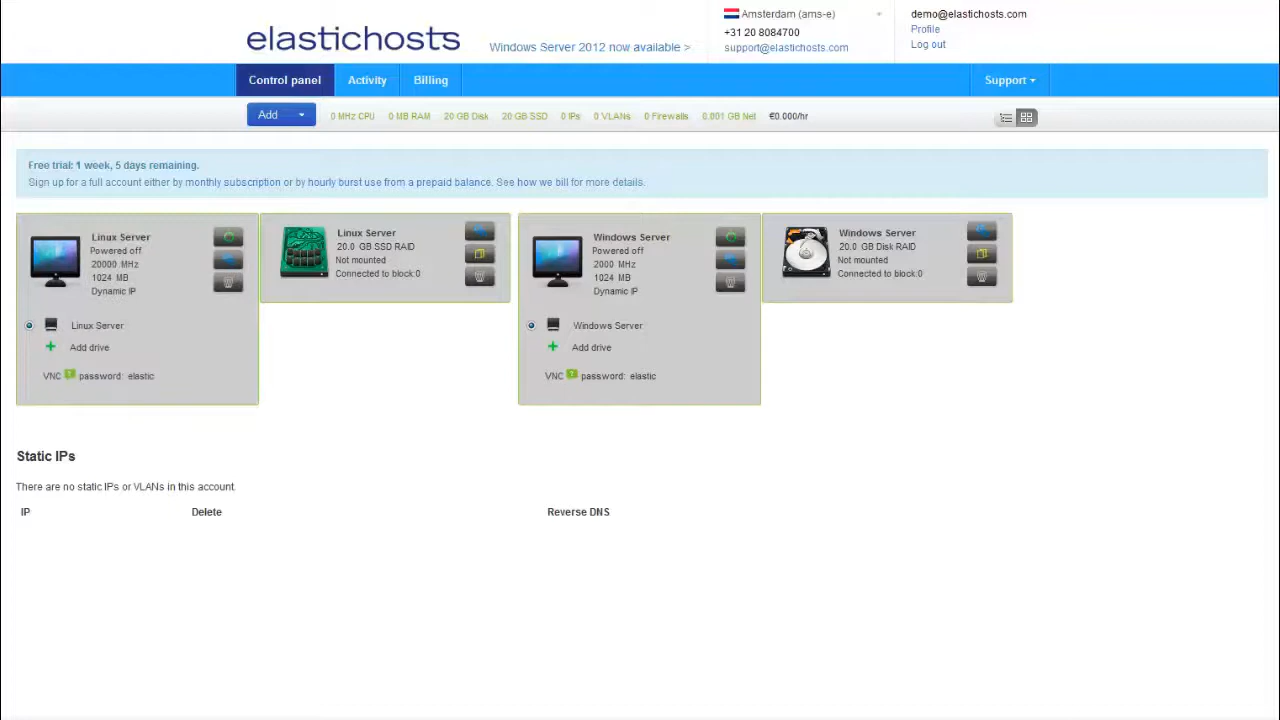 elastichosts
Windows Server 2012 now available >
Amsterdam (ams-e)
+31 20 8084700
support@elastichosts.com
demo@elastichosts.com
Profile
Log out
Control panel
Activity
Billing
Support
Add
0 MHz CPU
0 MB RAM
20 GB Disk
20 GB SSD
0 IPs
0 VLANs
0 Firewalls
0.001 GB Net
€0.000/hr
Free trial: 1 week, 5 days remaining.
Sign up for a full account either by monthly subscription or by hourly burst use from a prepaid balance. See how we bill for more details.
Linux Server
Powered off
20000 MHz
1024 MB
Dynamic IP
Linux Server
Add drive
VNC ? password: elastic
Linux Server
20.0 GB SSD RAID
Not mounted
Connected to block:0
Windows Server
Powered off
2000 MHz
1024 MB
Dynamic IP
Windows Server
Add drive
VNC ? password: elastic
Windows Server
20.0 GB Disk RAID
Not mounted
Connected to block:0
Static IPs
There are no static IPs or VLANs in this account.
IP
Delete
Reverse DNS